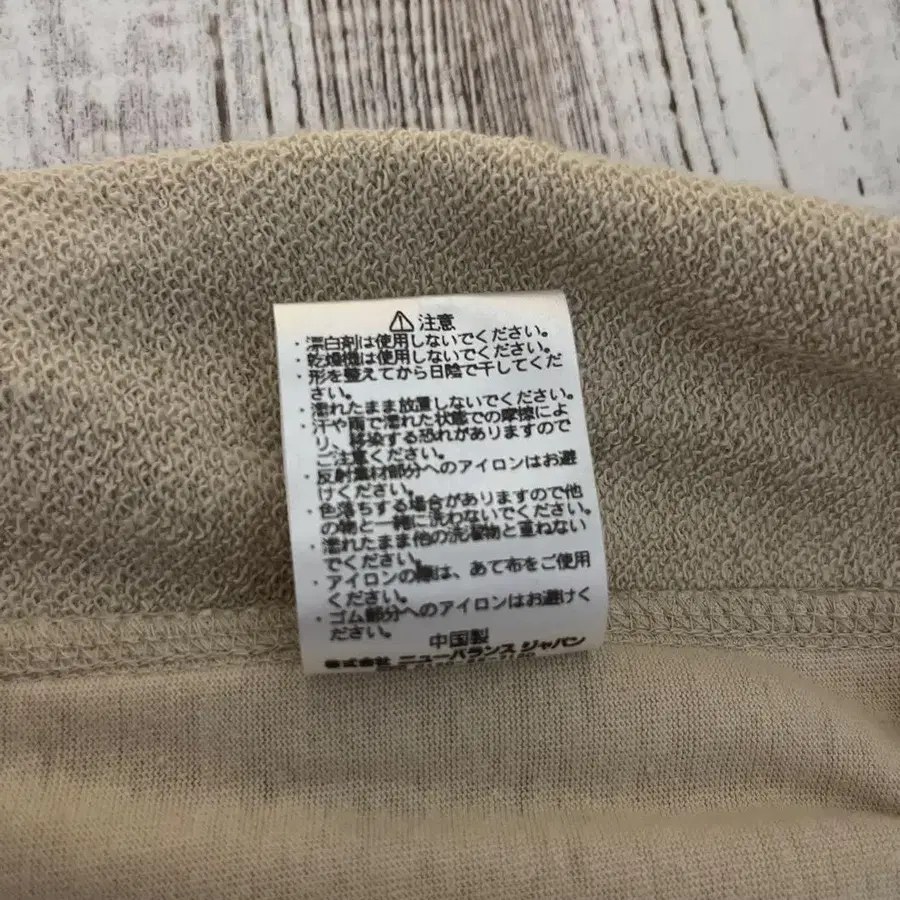 ⚠注意
・漂白剤は使用しないでください。
・乾燥機は使用しないでください。
・形を整えてから日陰で干してくだ
さい。
・濡れたまま放置しないでください。
・汗や雨で濡れた状態での摩擦によ
り、移染する恐れがありますので
ご注意ください。
・反射素材部分へのアイロンはお避
けください。
・色落ちする場合がありますので他
の物と一緒に洗わないでください。
・濡れたまま他の洗濯物と重ねない
でください。
・アイロンの際は、あて布をご使用
ください。
・ゴム部分へのアイロンはお避けく
ださい。
中国製
株式会社 ニューバランス ジャパン